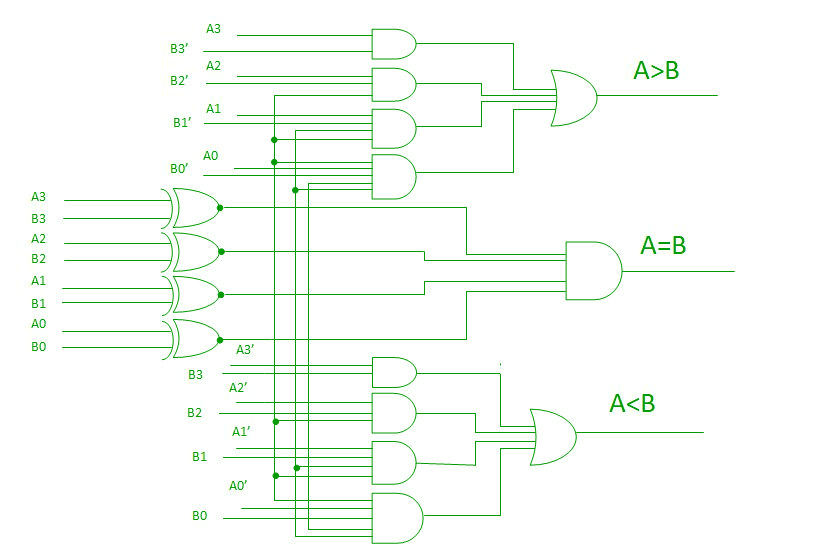 A3
B3′
A2
B2′
A>B
A1
B1′
A0
B0′
A3
B3
A2
B2
A=B
A1
B1
A0
B0
A3′
B3
A2′
B2
A<B
A1′
B1
A0′
B0